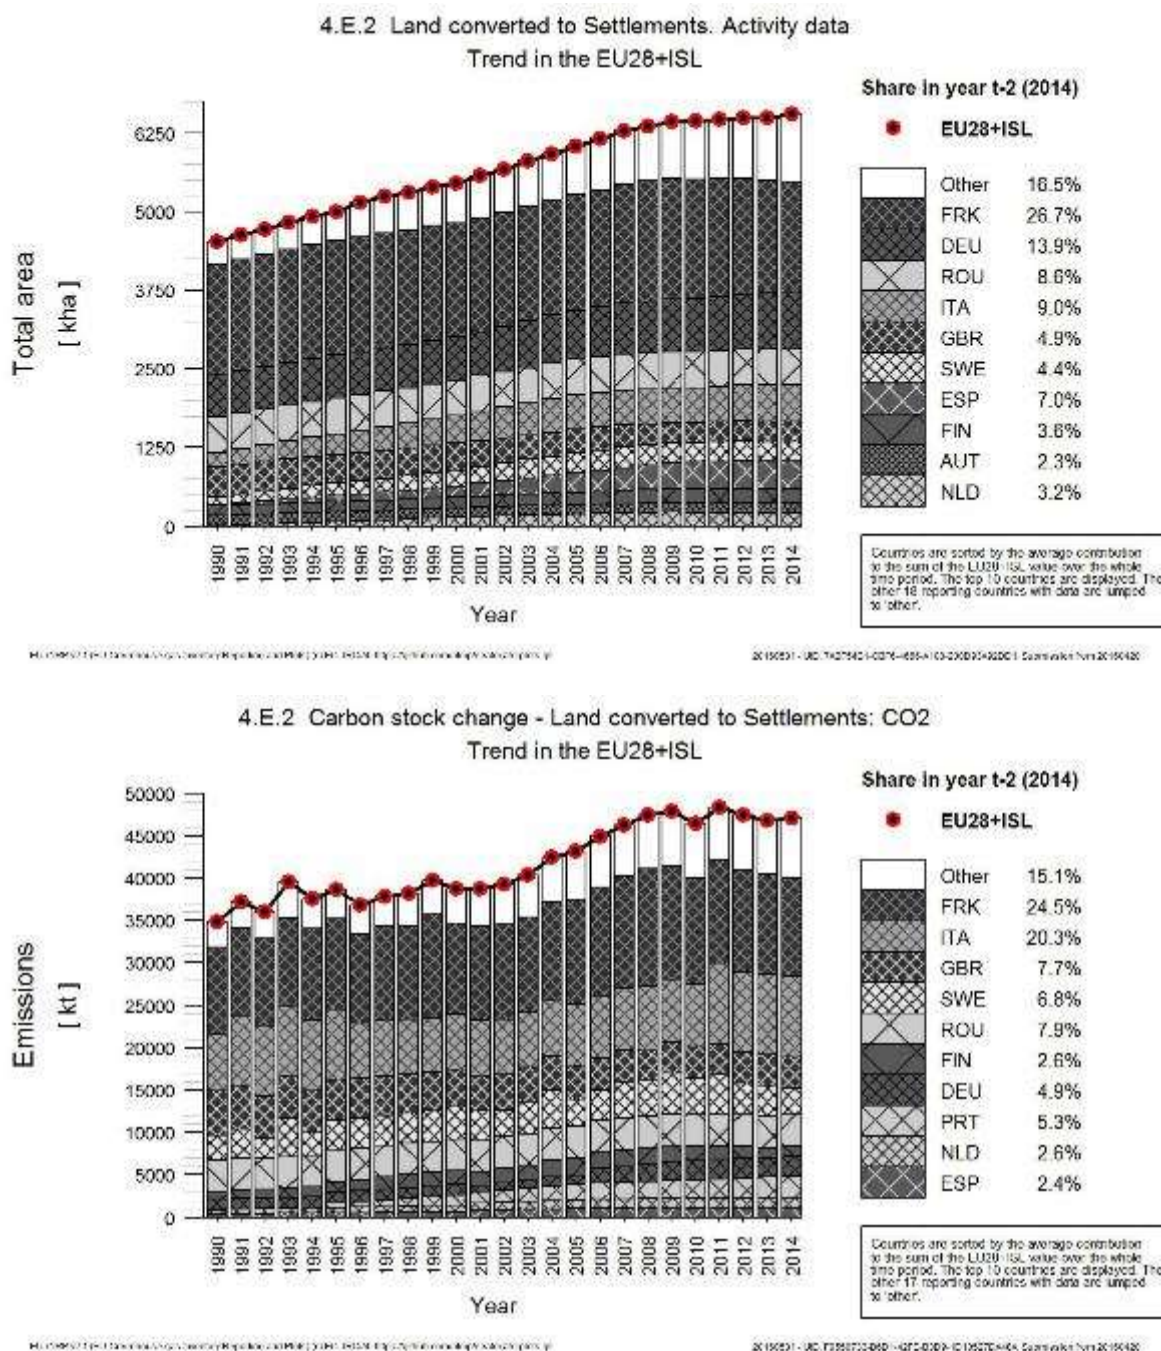 4.E.2 Land converted to Settlements. Activity data
Trend in the EU28+ISL
Share in year t-2 (2014)
EU28+ISL
Other 16.5%
FRK 26.7%
DEU 13.9%
ROU 8.6%
ITA 9.0%
GBR 4.9%
SWE 4.4%
ESP 7.0%
FIN 3.6%
AUT 2.3%
NLD 3.2%
Countries are sorted by the average contribution
to the sum of the EU28+ISL value over the whole
time period. The top 10 countries are displayed. The
other 18 reporting countries with data are lumped
to 'other'.
Total area
[ kha ]
6250
5000
3750
2500
1250
0
1990 1991 1992 1993 1994 1995 1996 1997 1998 1999 2000 2001 2002 2003 2004 2005 2006 2007 2008 2009 2010 2011 2012 2013 2014
Year
4.E.2 Carbon stock change - Land converted to Settlements: CO2
Trend in the EU28+ISL
Share in year t-2 (2014)
EU28+ISL
Other 15.1%
FRK 24.5%
ITA 20.3%
GBR 7.7%
SWE 6.8%
ROU 7.9%
FIN 2.6%
DEU 4.9%
PRT 5.3%
NLD 2.6%
ESP 2.4%
Countries are sorted by the average contribution
to the sum of the EU28+ISL value over the whole
time period. The top 10 countries are displayed. The
other 17 reporting countries with data are lumped
to 'other'.
Emissions
[ kt ]
50000
45000
40000
35000
30000
25000
20000
15000
10000
5000
0
1990 1991 1992 1993 1994 1995 1996 1997 1998 1999 2000 2001 2002 2003 2004 2005 2006 2007 2008 2009 2010 2011 2012 2013 2014
Year